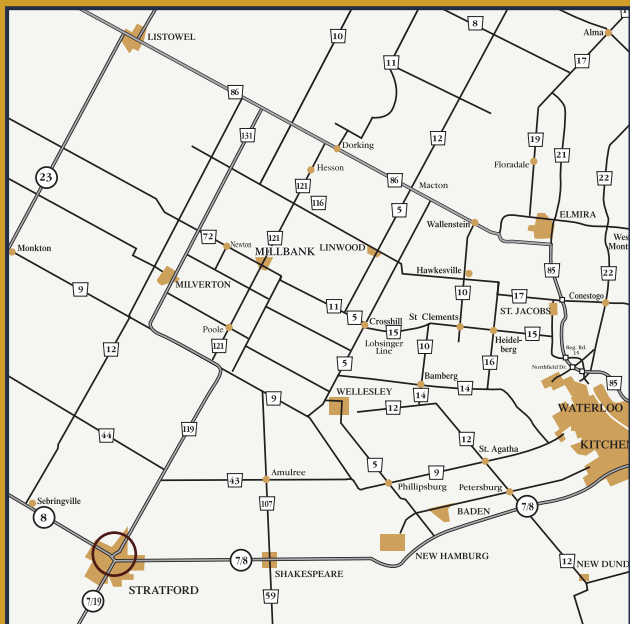 8
10
Alma
LISTOWEL
11
17
86
131
12
19
Dorking
21
Floradale
Hesson
23
121
86
Macton
22
116
5
ELMIRA
Wallenstein
72
121
Newton
MILLBANK
LINWOOD
Monkton
Hawkesville
85
22
MILVERTON
9
10
17
Conestogo
11
5
Crosshill
St Clements
ST. JACOBS
Poole
15
15
121
Lobsinger
Line
10
Heidel-
berg
12
Reg. Rd.
15
5
16
Northfield Dr.
Bamberg
14
14
85
9
WELLESLEY
12
WATERLOO
119
44
12
KITCHEN
St. Agatha
5
9
Amulree
43
Phillipsburg
Petersburg
Sebringville
107
7/8
8
BADEN
7/8
NEW HAMBURG
12
SHAKESPEARE
NEW DUND
STRATFORD
59
7/19